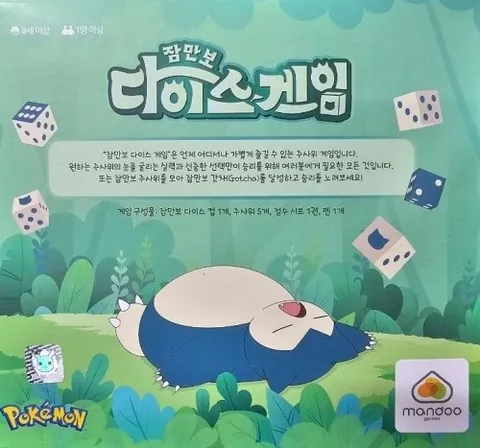 8세 이상 1명 이상
잠만보
다이스게임
"잠만보 다이스 게임"은 언제 어디서나 가볍게 즐길 수 있는 주사위 게임입니다.
원하는 주사위의 눈을 굴리는 실력과 신중한 선택만이 승리를 위해 여러분에게 필요한 모든 것입니다.
또는 잠만보 주사위를 모아 잠만보 갓챠(Gotcha)를 달성하고 승리를 노려보세요!
게임 구성물: 잠만보 다이스 컵 1개, 주사위 5개, 점수 시트 1권, 펜 1개
POKéMON
mandoo
games